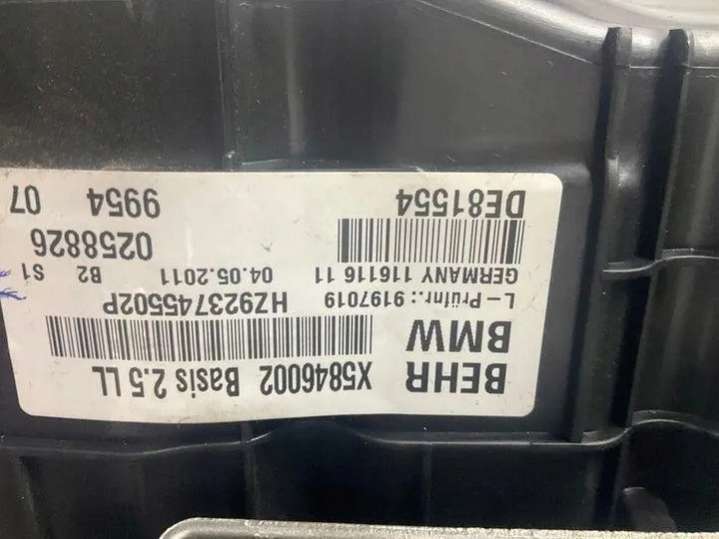 BEHR X5846002 Basis 2.5 LL
BMW
L-Prüfnr.: 9197019 HZ923745502P
GERMANY 116116 11 04.05.2011 B2 S1
0258826
DE81554 9954 07